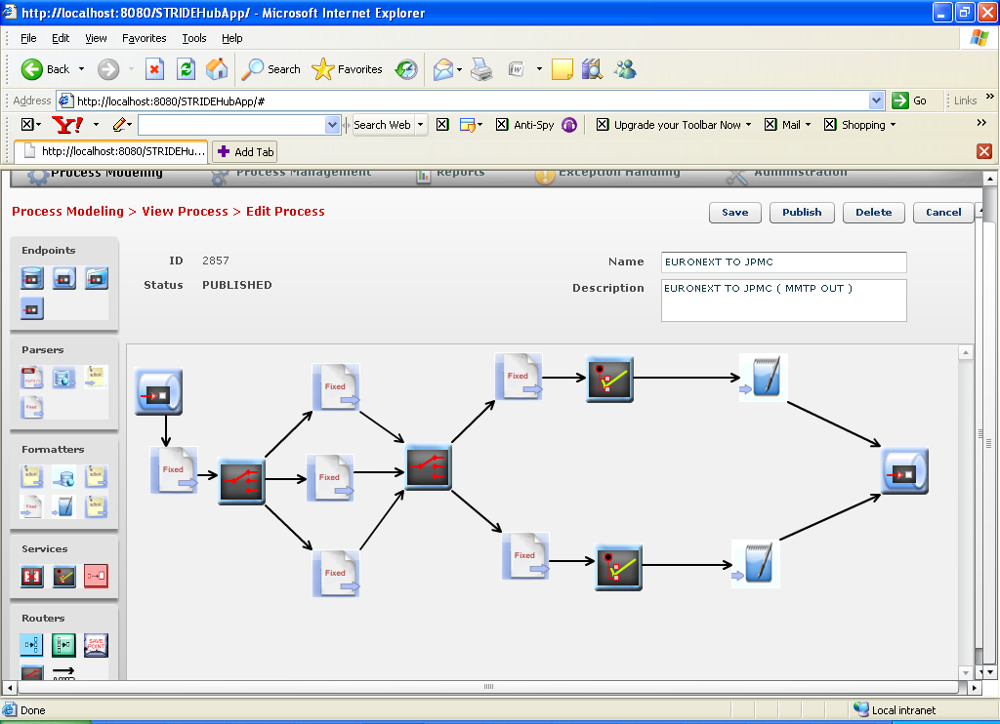 http://localhost:8080/STRIDEHubApp/ - Microsoft Internet Explorer
File Edit View Favorites Tools Help
Back Search Favorites
Address http://localhost:8080/STRIDEHubApp/# Go Links
Search Web Anti-Spy Upgrade your Toolbar Now Mail Shopping
http://localhost:8080/STRIDEHu... Add Tab
Process Modeling Process Management Reports Exception Handling Administration
Process Modeling > View Process > Edit Process Save Publish Delete Cancel
Endpoints
ID 2857 Name EURONEXT TO JPMC
Status PUBLISHED Description EURONEXT TO JPMC ( MMTP OUT )
Parsers
Formatters
Services
Routers
SAVE
POINT
Fixed
Fixed
Fixed
Fixed
Fixed
Fixed
Done Local intranet